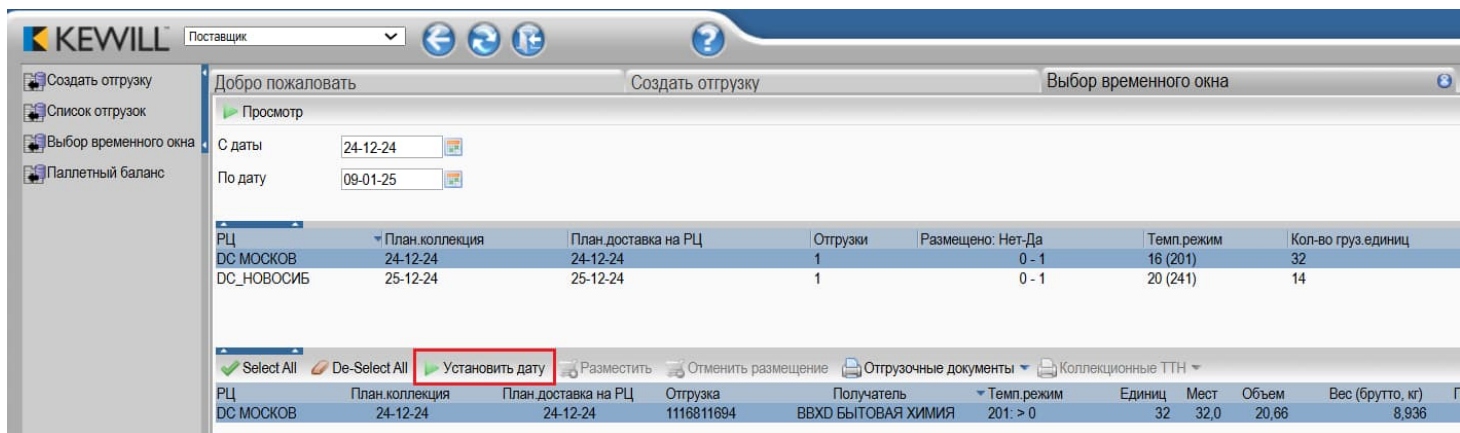 KEWILL Поставщик
Создать отгрузку
Список отгрузок
Выбор временного окна
Паллетный баланс
Добро пожаловать Создать отгрузку Выбор временного окна
Просмотр
С даты 24-12-24
По дату 09-01-25
РЦ План.коллекция План.доставка на РЦ Отгрузки Размещено: Нет-Да Темп.режим Кол-во груз.единиц
DC МОСКОВ 24-12-24 24-12-24 1 0 - 1 16 (201) 32
DC_НОВОСИБ 25-12-24 25-12-24 1 0 - 1 20 (241) 14
Select All De-Select All Установить дату Разместить Отменить размещение Отгрузочные документы Коллекционные ТТН
РЦ План.коллекция План.доставка на РЦ Отгрузка Получатель Темп.режим Единиц Мест Объем Вес (брутто, кг)
DC МОСКОВ 24-12-24 24-12-24 1116811694 ВВXD БЫТОВАЯ ХИМИЯ 201: > 0 32 32,0 20,66 8,936